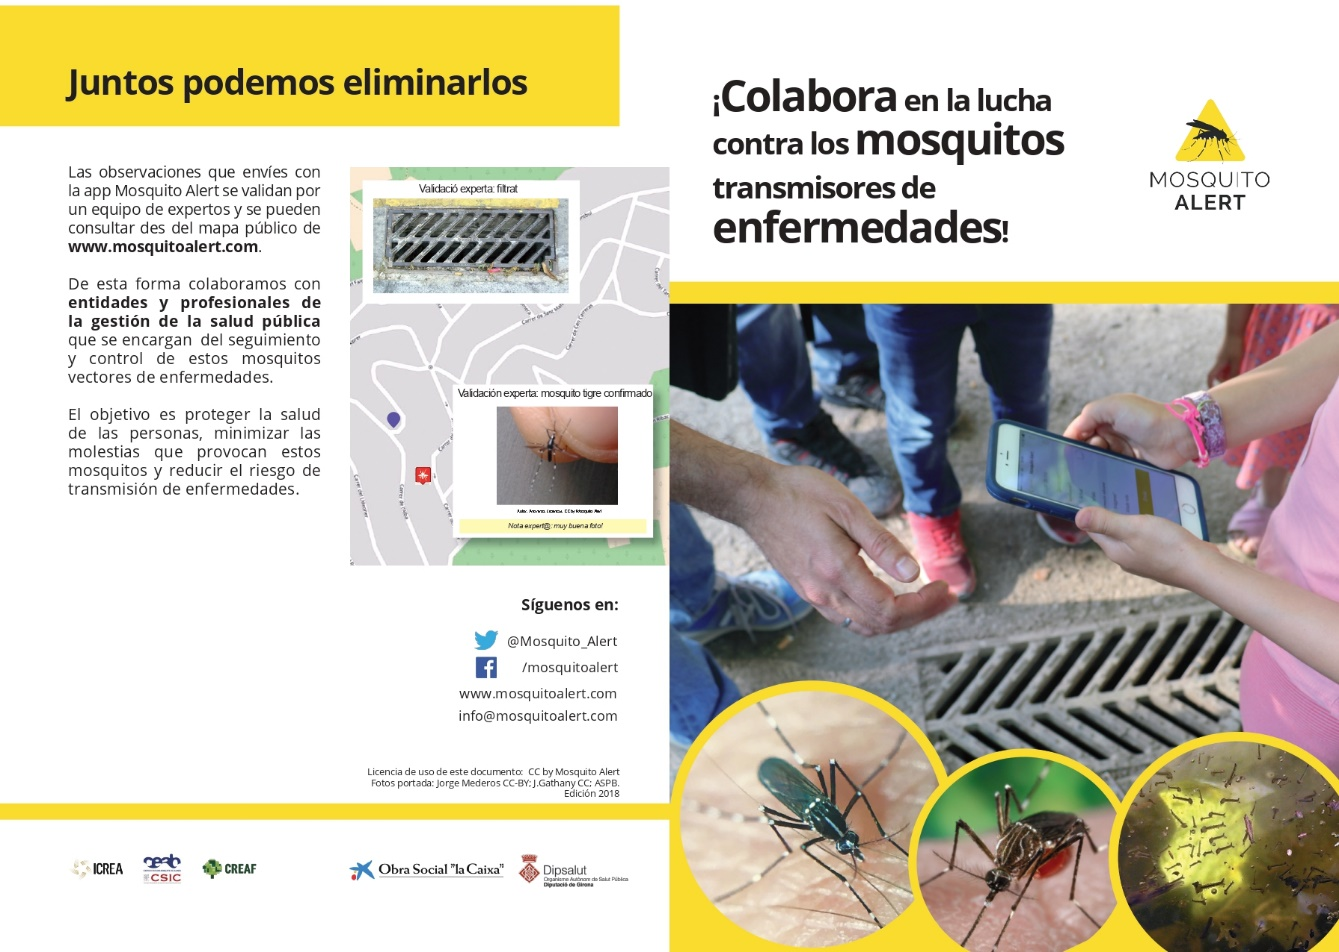 Juntos podemos eliminarlos
Las observaciones que envíes con
la app Mosquito Alert se validan por
un equipo de expertos y se pueden
consultar des del mapa público de
www.mosquitoalert.com.
De esta forma colaboramos con
entidades y profesionales de
la gestión de la salud pública
que se encargan del seguimiento
y control de estos mosquitos
vectores de enfermedades.
El objetivo es proteger la salud
de las personas, minimizar las
molestias que provocan estos
mosquitos y reducir el riesgo de
transmisión de enfermedades.
Validació experta: filtrat
Validación experta: mosquito tigre confirmado
Nota expert@: muy buena foto!
Síguenos en:
@Mosquito_Alert
/mosquitoalert
www.mosquitoalert.com
info@mosquitoalert.com
Licencia de uso de este documento: CC by Mosquito Alert
Fotos portada: Jorge Mederos CC-BY; J.Gathany CC; ASPB.
Edición 2018
ICREA
ceab
CSIC
CREAF
Obra Social "la Caixa"
Dipsalut
Organisme Autònom de Salut Pública
Diputació de Girona
¡Colabora en la lucha
contra los mosquitos
transmisores de
enfermedades!
MOSQUITO
ALERT